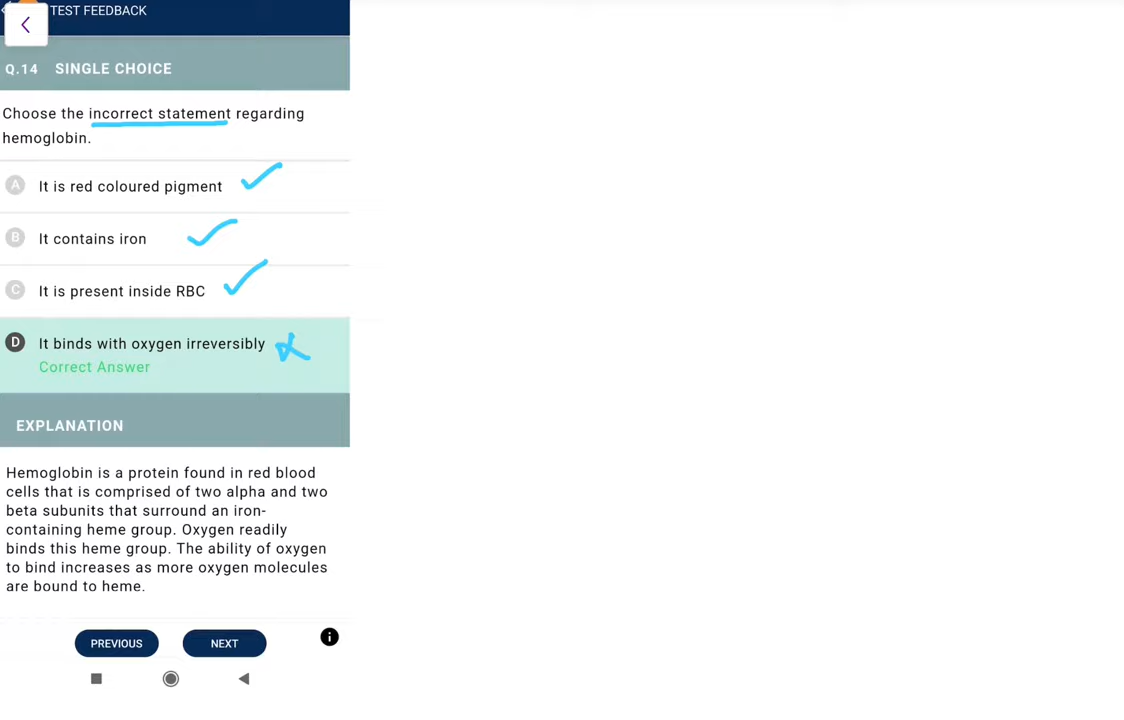 TEST FEEDBACK
Q.14 SINGLE CHOICE
Choose the incorrect statement regarding
hemoglobin.
A It is red coloured pigment
B It contains iron
C It is present inside RBC
D It binds with oxygen irreversibly
Correct Answer
EXPLANATION
Hemoglobin is a protein found in red blood
cells that is comprised of two alpha and two
beta subunits that surround an iron-
containing heme group. Oxygen readily
binds this heme group. The ability of oxygen
to bind increases as more oxygen molecules
are bound to heme.
PREVIOUS NEXT i